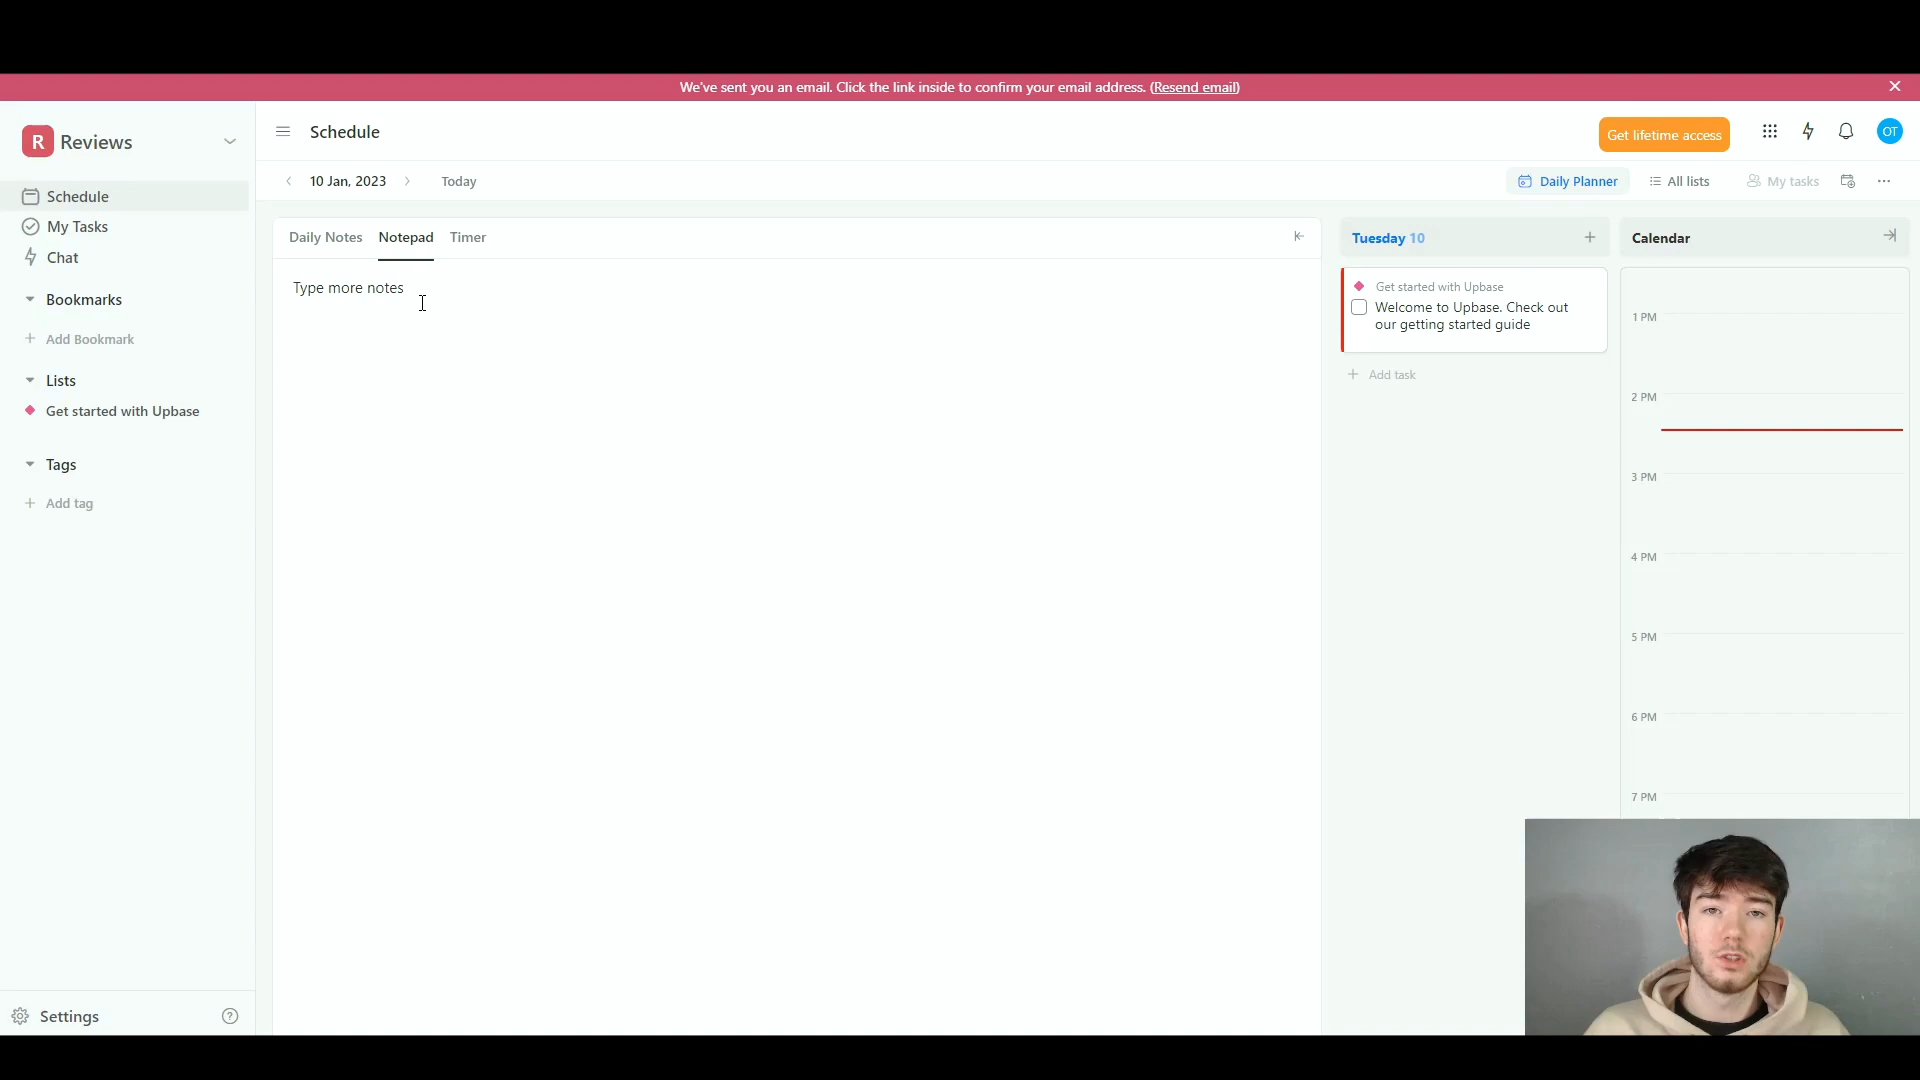 We've sent you an email. Click the link inside to confirm your email address. (Resend email)
R Reviews
Schedule
Get lifetime access
OT
10 Jan, 2023
Today
Daily Planner
All lists
My tasks
Schedule
My Tasks
Chat
Bookmarks
Add Bookmark
Lists
Get started with Upbase
Tags
Add tag
Settings
Daily Notes
Notepad
Timer
Type more notes
Tuesday 10
Get started with Upbase
Welcome to Upbase. Check out
our getting started guide
Add task
Calendar
1 PM
2 PM
3 PM
4 PM
5 PM
6 PM
7 PM